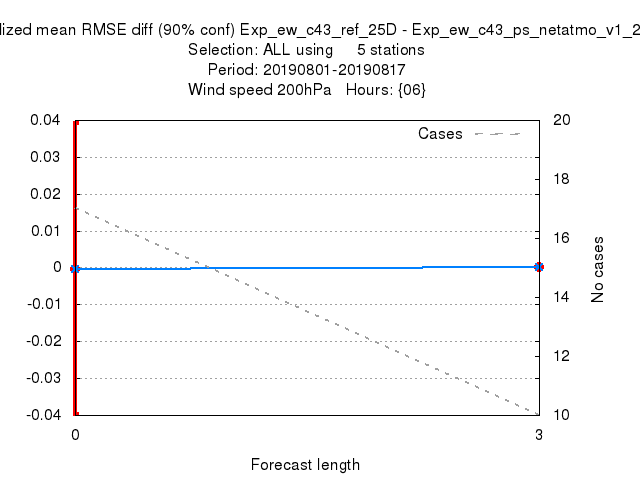 lized mean RMSE diff (90% conf) Exp_ew_c43_ref_25D - Exp_ew_c43_ps_netatmo_v1_2
Selection: ALL using 5 stations
Period: 20190801-20190817
Wind speed 200hPa Hours: {06}
Cases
0.04
0.03
0.02
0.01
0
-0.01
-0.02
-0.03
-0.04
20
18
16
14
12
10
No cases
0
3
Forecast length